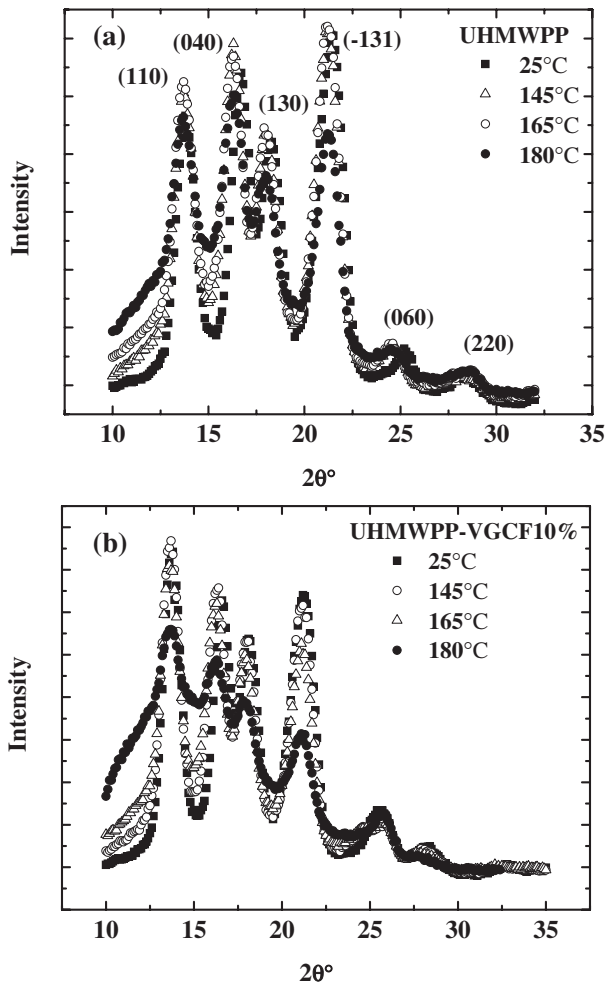 (a)
(040)
(-131)
UHMWPP
(110)
25°C
(130)
145°C
165°C
180°C
Intensity
(060)
(220)
10 15 20 25 30 35
2θ°
(b)
UHMWPP-VGCF10%
25°C
145°C
165°C
180°C
Intensity
10 15 20 25 30 35
2θ°